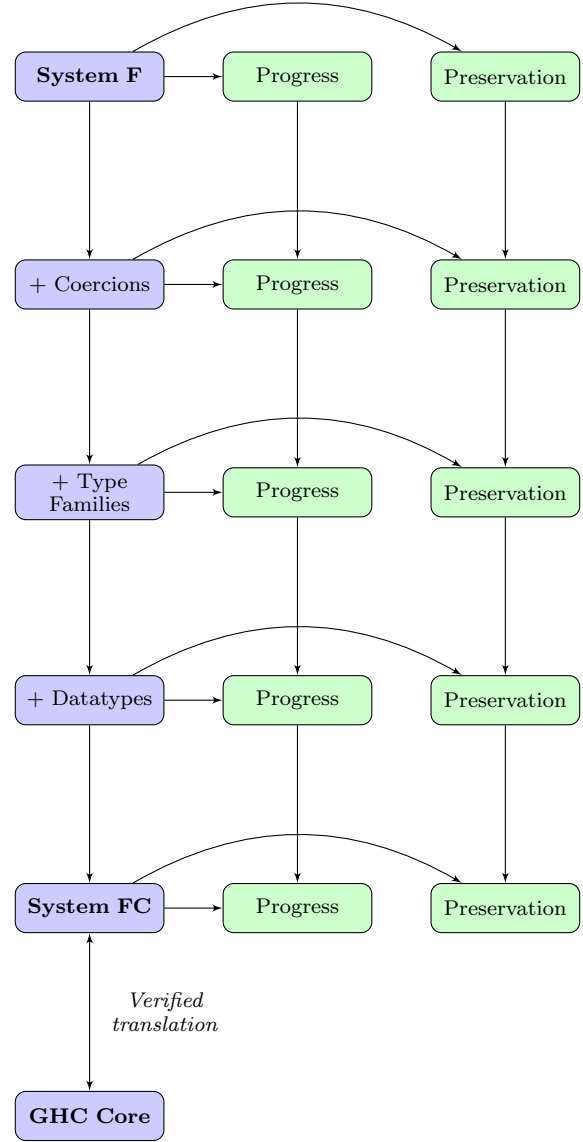 System F
Progress
Preservation
+ Coercions
Progress
Preservation
+ Type
Families
Progress
Preservation
+ Datatypes
Progress
Preservation
System FC
Progress
Preservation
Verified
translation
GHC Core